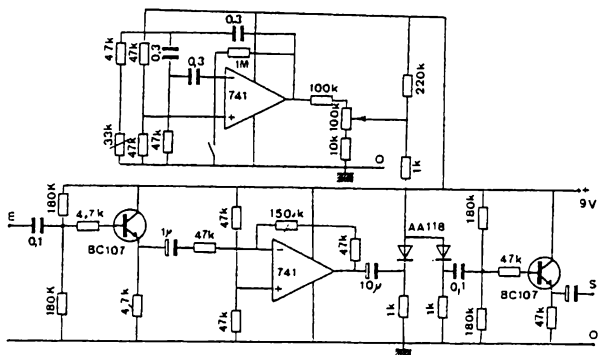 0.3
47k
47k
0.3
1M
0,3
−
741
+
100k
100k
10k
220k
33k
47k
47k
O
1k
+
9V
180K
E
4,7k
0,1
BC107
1µ
47k
47k
150k
−
741
+
47k
10µ
AA118
180k
47k
0,1
BC107
S
180K
4,7k
47k
1k
1k
180k
47k
O